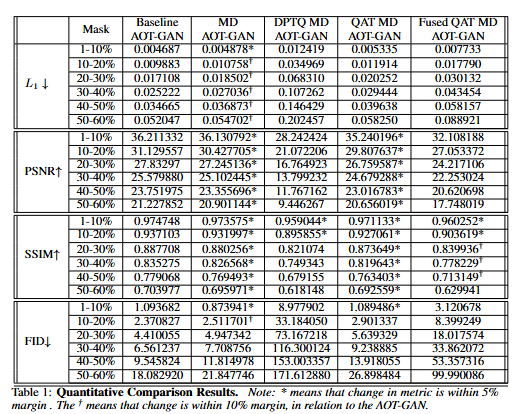 Mask Baseline AOT-GAN MD AOT-GAN DPTQ MD AOT-GAN QAT MD AOT-GAN Fused QAT MD AOT-GAN
L1 ↓
1-10% 0.004687 0.004878* 0.012419 0.005335 0.007733
10-20% 0.009883 0.010758† 0.034969 0.011914 0.017790
20-30% 0.017108 0.018502† 0.068310 0.020252 0.030132
30-40% 0.025222 0.027036† 0.107262 0.029444 0.043454
40-50% 0.034665 0.036873† 0.146429 0.039638 0.058157
50-60% 0.052047 0.054702† 0.202457 0.058250 0.088921
PSNR↑
1-10% 36.211332 36.130792* 28.242424 35.240196* 32.108188
10-20% 31.129557 30.427705* 21.072206 29.807637* 27.053372
20-30% 27.83297 27.245136* 16.764923 26.759587* 24.217106
30-40% 25.579880 25.102445* 13.799232 24.679288* 22.253024
40-50% 23.751975 23.355696* 11.767162 23.016783* 20.620698
50-60% 21.227852 20.901144* 9.446267 20.656019* 17.748019
SSIM↑
1-10% 0.974748 0.973575* 0.959044* 0.971133* 0.960252*
10-20% 0.937103 0.931997* 0.895855* 0.927061* 0.903619*
20-30% 0.887708 0.880256* 0.821074 0.873649* 0.839936†
30-40% 0.835275 0.826568* 0.749343 0.819643* 0.778229†
40-50% 0.779068 0.769493* 0.679155 0.763403* 0.713149†
50-60% 0.703977 0.695971* 0.618148 0.692559* 0.629941
FID↓
1-10% 1.093682 0.873941* 8.977902 1.089486* 3.120678
10-20% 2.370827 2.511701† 33.184050 2.901337 8.399249
20-30% 4.410055 4.947342 73.167218 5.639329 18.017574
30-40% 6.561237 7.708756 116.300124 9.238885 33.862072
40-50% 9.545824 11.814978 153.003357 13.918055 53.357316
50-60% 18.082920 21.847746 171.612880 26.898484 99.990086
Table 1: Quantitative Comparison Results. Note: * means that change in metric is within 5%
margin . The † means that change is within 10% margin, in relation to the AOT-GAN.